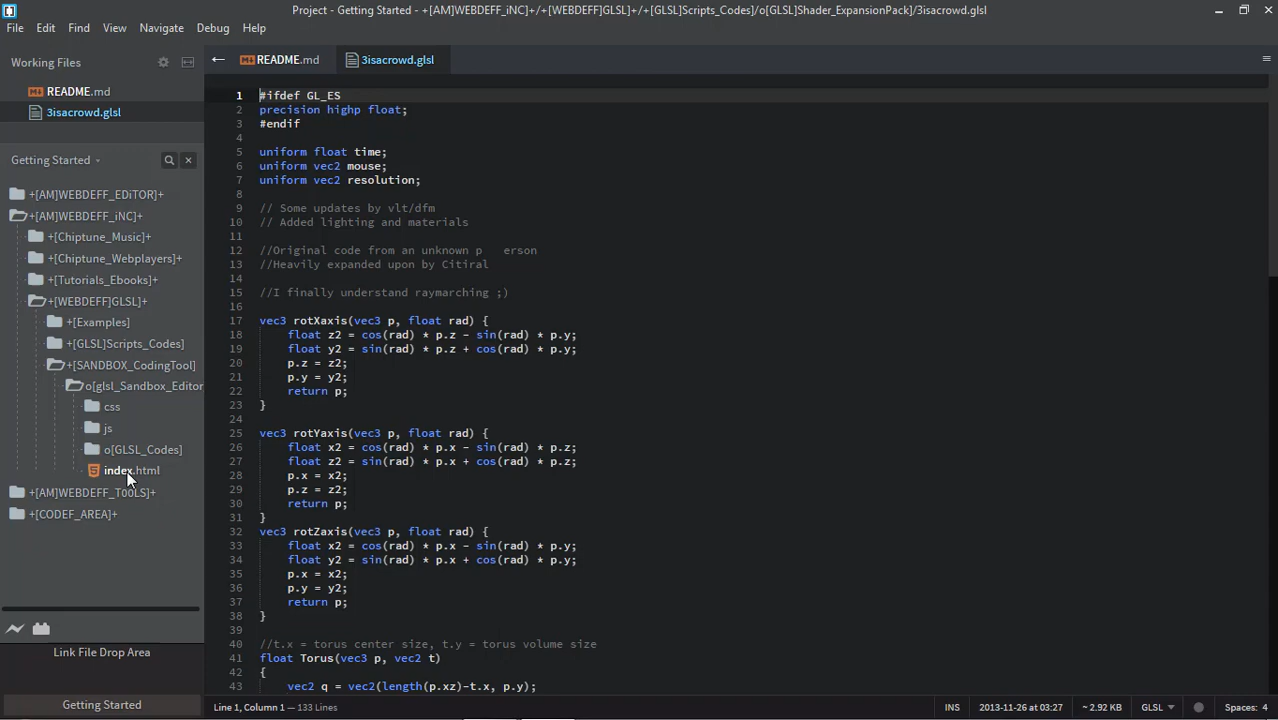 Project - Getting Started - +[AM]WEBDEFF_iNC]+/+[WEBDEFF]GLSL]+/+[GLSL]Scripts_Codes]/o[GLSL]Shader_ExpansionPack]/3isacrowd.glsl
File Edit Find View Navigate Debug Help
Working Files
README.md
3isacrowd.glsl
Getting Started
+[AM]WEBDEFF_EDiTOR]+
+[AM]WEBDEFF_iNC]+
+[Chiptune_Music]+
+[Chiptune_Webplayers]+
+[Tutorials_Ebooks]+
+[WEBDEFF]GLSL]+
+[Examples]
+[GLSL]Scripts_Codes]
+[SANDBOX_CodingTool]
o[glsl_Sandbox_Editor
css
js
o[GLSL_Codes]
index.html
+[AM]WEBDEFF_T00LS]+
+[CODEF_AREA]+
Link File Drop Area
Getting Started
README.md 3isacrowd.glsl
1 #ifdef GL_ES
2 precision highp float;
3 #endif
4
5 uniform float time;
6 uniform vec2 mouse;
7 uniform vec2 resolution;
8
9 // Some updates by vlt/dfm
10 // Added lighting and materials
11
12 //Original code from an unknown p   erson
13 //Heavily expanded upon by Citiral
14
15 //I finally understand raymarching ;)
16
17 vec3 rotXaxis(vec3 p, float rad) {
18     float z2 = cos(rad) * p.z - sin(rad) * p.y;
19     float y2 = sin(rad) * p.z + cos(rad) * p.y;
20     p.z = z2;
21     p.y = y2;
22     return p;
23 }
24
25 vec3 rotYaxis(vec3 p, float rad) {
26     float x2 = cos(rad) * p.x - sin(rad) * p.z;
27     float z2 = sin(rad) * p.x + cos(rad) * p.z;
28     p.x = x2;
29     p.z = z2;
30     return p;
31 }
32 vec3 rotZaxis(vec3 p, float rad) {
33     float x2 = cos(rad) * p.x - sin(rad) * p.y;
34     float y2 = sin(rad) * p.x + cos(rad) * p.y;
35     p.x = x2;
36     p.y = y2;
37     return p;
38 }
39
40 //t.x = torus center size, t.y = torus volume size
41 float Torus(vec3 p, vec2 t)
42 {
43     vec2 q = vec2(length(p.xz)-t.x, p.y);
Line 1, Column 1 — 133 Lines
INS 2013-11-26 at 03:27 ~ 2.92 KB GLSL Spaces: 4